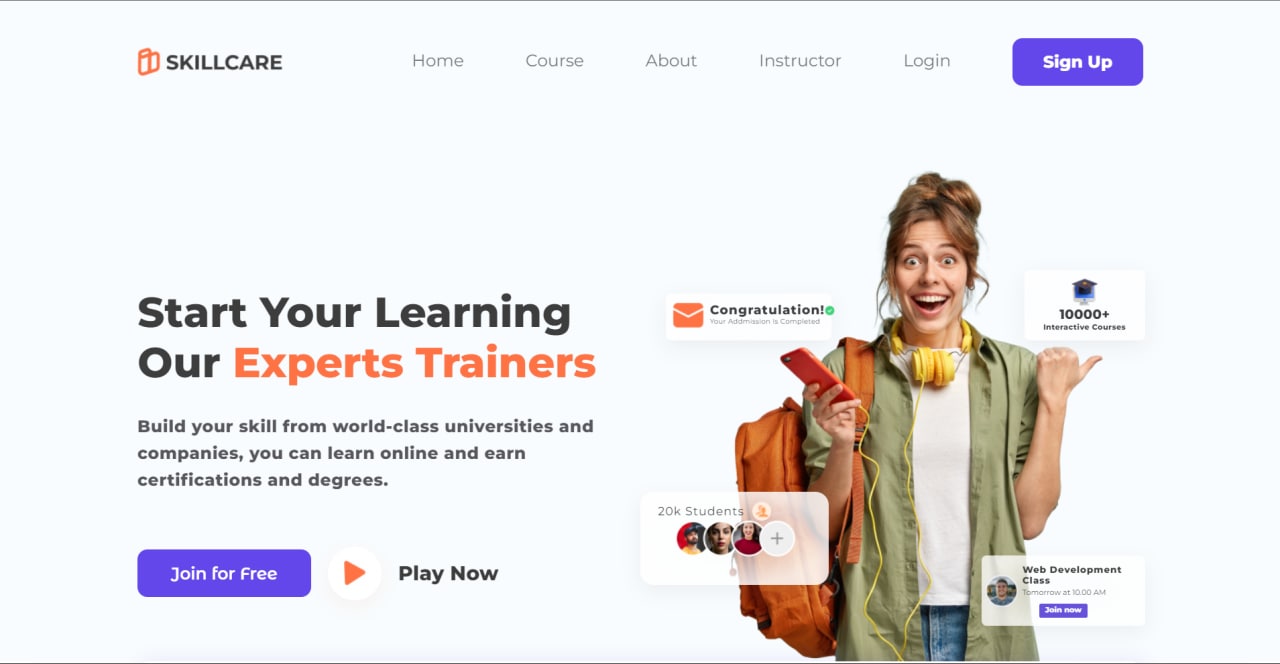 SKILLCARE
Home
Course
About
Instructor
Login
Sign Up
Start Your Learning
Our Experts Trainers
Build your skill from world-class universities and
companies, you can learn online and earn
certifications and degrees.
Join for Free
Play Now
Congratulation!
Your Addmission Is Completed
10000+
Interactive Courses
20k Students
Web Development
Class
Tomorrow at 10.00 AM
Join now